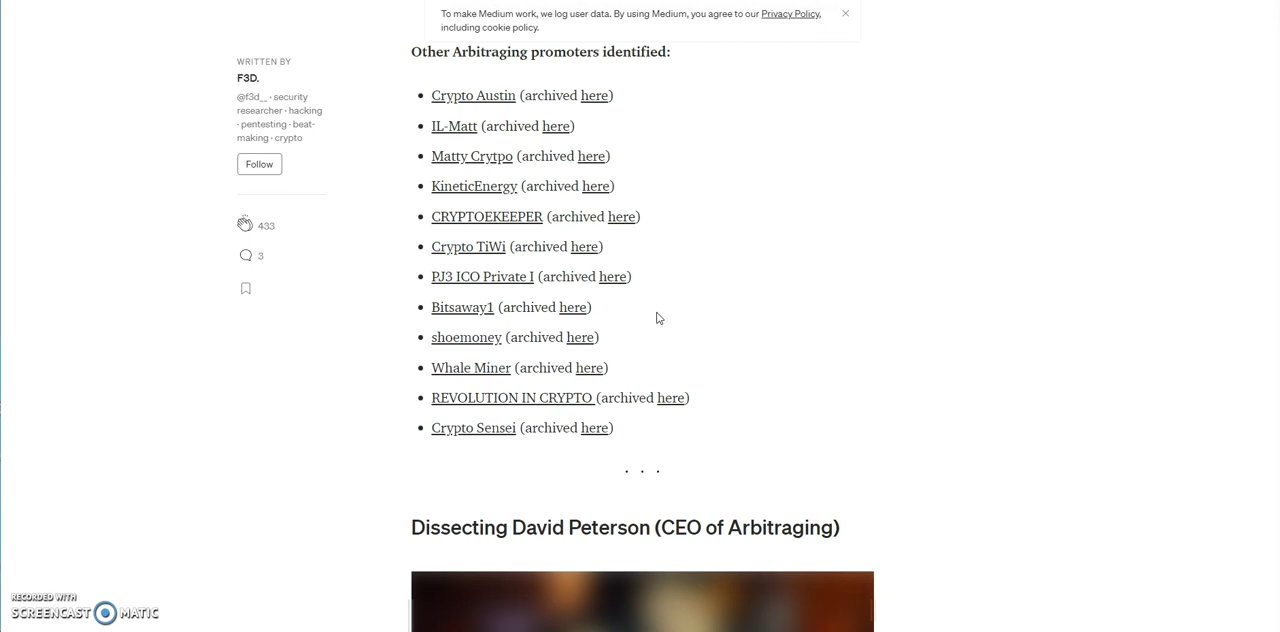 To make Medium work, we log user data. By using Medium, you agree to our Privacy Policy,
including cookie policy.
Other Arbitraging promoters identified:
WRITTEN BY
F3D.
@f3d__ · security
researcher · hacking
· pentesting · beat-
making · crypto
Follow
433
3
Crypto Austin (archived here)
IL-Matt (archived here)
Matty Crytpo (archived here)
KineticEnergy (archived here)
CRYPTOEKEEPER (archived here)
Crypto TiWi (archived here)
PJ3 ICO Private I (archived here)
Bitsaway1 (archived here)
shoemoney (archived here)
Whale Miner (archived here)
REVOLUTION IN CRYPTO (archived here)
Crypto Sensei (archived here)
. . .
Dissecting David Peterson (CEO of Arbitraging)
RECORDED WITH
SCREENCAST MATIC